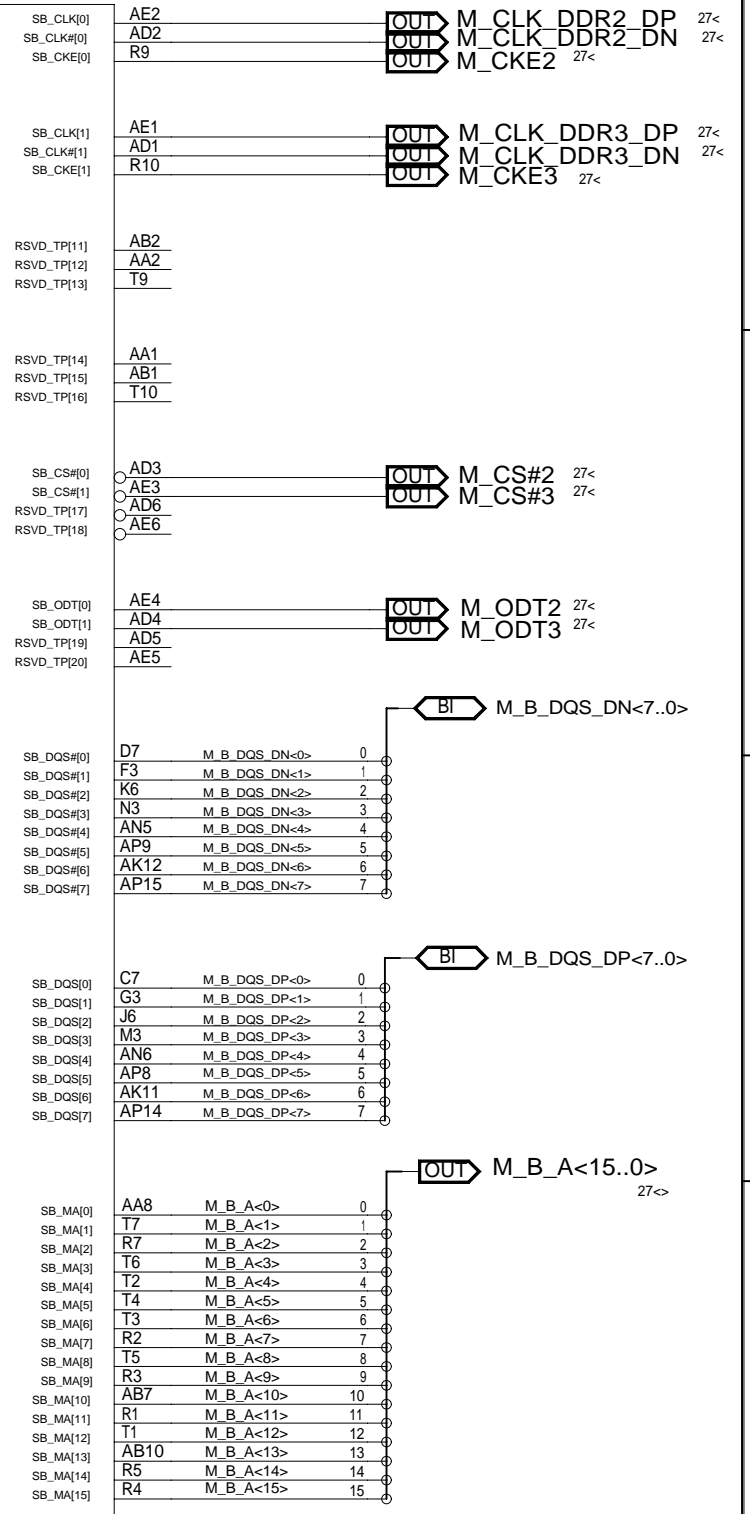 SB_CLK[0] AE2 OUT M_CLK_DDR2_DP 27<
SB_CLK#[0] AD2 OUT M_CLK_DDR2_DN 27<
SB_CKE[0] R9 OUT M_CKE2 27<
SB_CLK[1] AE1 OUT M_CLK_DDR3_DP 27<
SB_CLK#[1] AD1 OUT M_CLK_DDR3_DN 27<
SB_CKE[1] R10 OUT M_CKE3 27<
RSVD_TP[11] AB2
RSVD_TP[12] AA2
RSVD_TP[13] T9
RSVD_TP[14] AA1
RSVD_TP[15] AB1
RSVD_TP[16] T10
SB_CS#[0] AD3 OUT M_CS#2 27<
SB_CS#[1] AE3 OUT M_CS#3 27<
RSVD_TP[17] AD6
RSVD_TP[18] AE6
SB_ODT[0] AE4 OUT M_ODT2 27<
SB_ODT[1] AD4 OUT M_ODT3 27<
RSVD_TP[19] AD5
RSVD_TP[20] AE5
BI M_B_DQS_DN<7..0>
SB_DQS#[0] D7 M_B_DQS_DN<0> 0
SB_DQS#[1] F3 M_B_DQS_DN<1> 1
SB_DQS#[2] K6 M_B_DQS_DN<2> 2
SB_DQS#[3] N3 M_B_DQS_DN<3> 3
SB_DQS#[4] AN5 M_B_DQS_DN<4> 4
SB_DQS#[5] AP9 M_B_DQS_DN<5> 5
SB_DQS#[6] AK12 M_B_DQS_DN<6> 6
SB_DQS#[7] AP15 M_B_DQS_DN<7> 7
BI M_B_DQS_DP<7..0>
SB_DQS[0] C7 M_B_DQS_DP<0> 0
SB_DQS[1] G3 M_B_DQS_DP<1> 1
SB_DQS[2] J6 M_B_DQS_DP<2> 2
SB_DQS[3] M3 M_B_DQS_DP<3> 3
SB_DQS[4] AN6 M_B_DQS_DP<4> 4
SB_DQS[5] AP8 M_B_DQS_DP<5> 5
SB_DQS[6] AK11 M_B_DQS_DP<6> 6
SB_DQS[7] AP14 M_B_DQS_DP<7> 7
OUT M_B_A<15..0>
27<>
SB_MA[0] AA8 M_B_A<0> 0
SB_MA[1] T7 M_B_A<1> 1
SB_MA[2] R7 M_B_A<2> 2
SB_MA[3] T6 M_B_A<3> 3
SB_MA[4] T2 M_B_A<4> 4
SB_MA[5] T4 M_B_A<5> 5
SB_MA[6] T3 M_B_A<6> 6
SB_MA[7] R2 M_B_A<7> 7
SB_MA[8] T5 M_B_A<8> 8
SB_MA[9] R3 M_B_A<9> 9
SB_MA[10] AB7 M_B_A<10> 10
SB_MA[11] R1 M_B_A<11> 11
SB_MA[12] T1 M_B_A<12> 12
SB_MA[13] AB10 M_B_A<13> 13
SB_MA[14] R5 M_B_A<14> 14
SB_MA[15] R4 M_B_A<15> 15